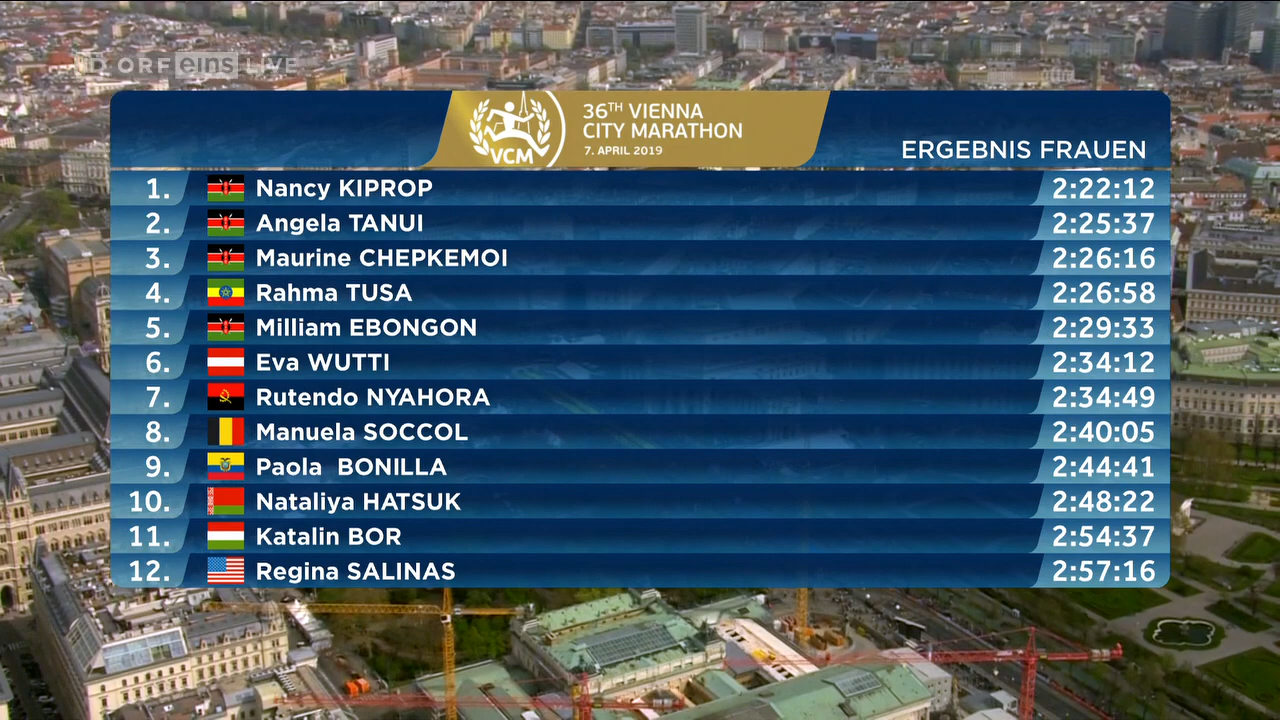 HD ORF eins LIVE
36TH VIENNA
CITY MARATHON
7. APRIL 2019
VCM
ERGEBNIS FRAUEN
1. Nancy KIPROP 2:22:12
2. Angela TANUI 2:25:37
3. Maurine CHEPKEMOI 2:26:16
4. Rahma TUSA 2:26:58
5. Milliam EBONGON 2:29:33
6. Eva WUTTI 2:34:12
7. Rutendo NYAHORA 2:34:49
8. Manuela SOCCOL 2:40:05
9. Paola BONILLA 2:44:41
10. Nataliya HATSUK 2:48:22
11. Katalin BOR 2:54:37
12. Regina SALINAS 2:57:16